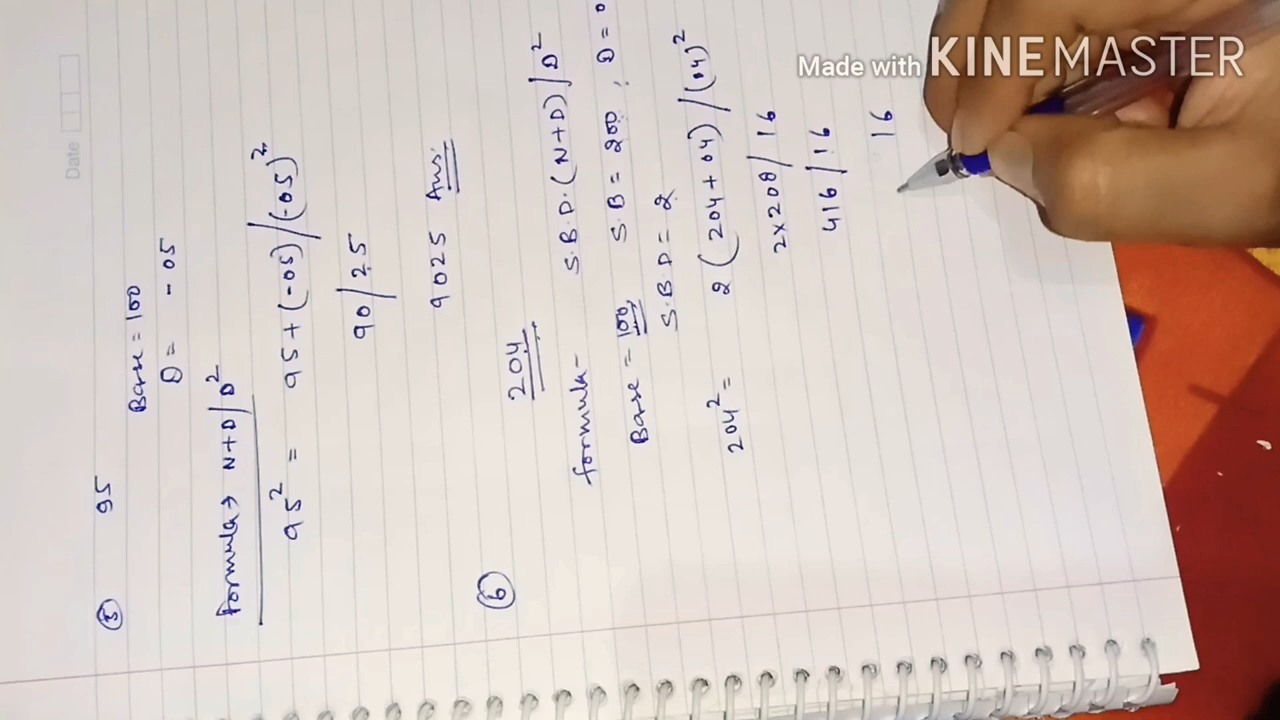 Made with KINEMASTER
Date
⑤ 95
Base = 100
D = -05
formula → N+D/D²
95² = 95+(-05)/(-05)²
90/25
9025 Ans.
⑥ 204
formula - S.B.D.(N+D)/D²
Base = 100, S.B = 200, D = 0
S.B.D = 2
204² = 2(204+04)/(04)²
2×208/16
416/16
16